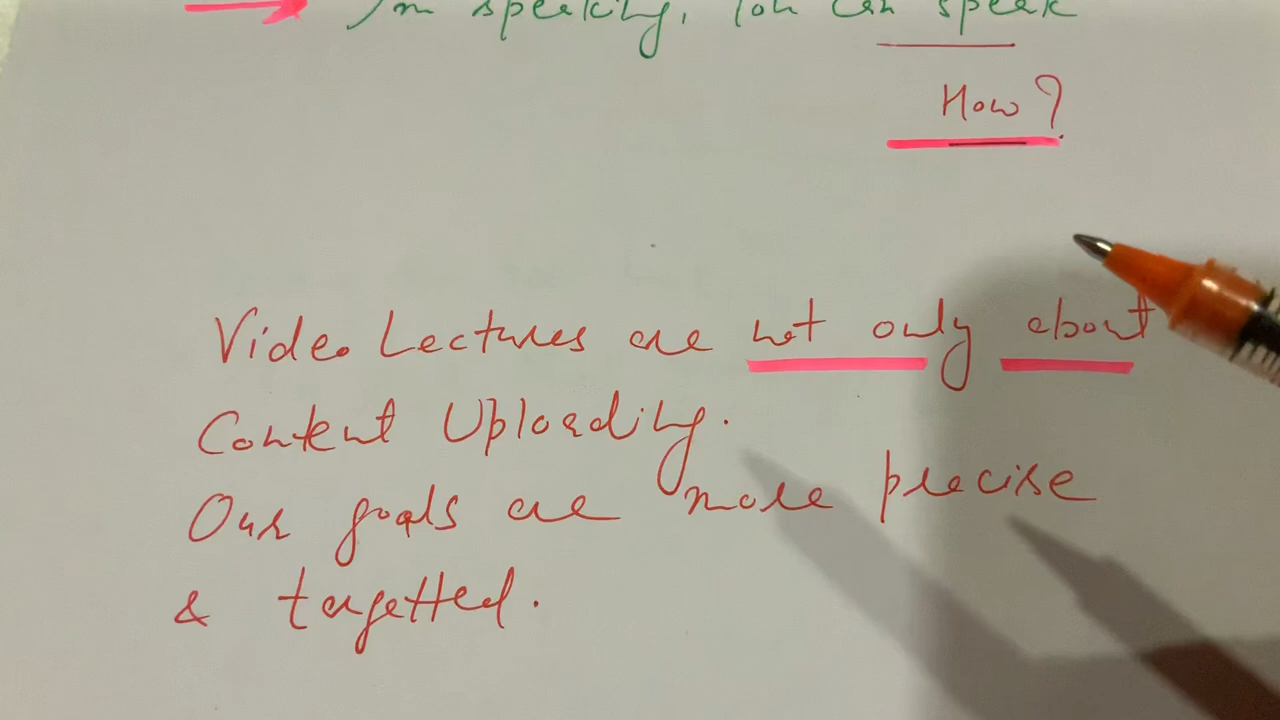 I'm speaking, You can speak
How?
Video Lectures are not only about
Content Uploading.
Our goals are more precise
& targetted.